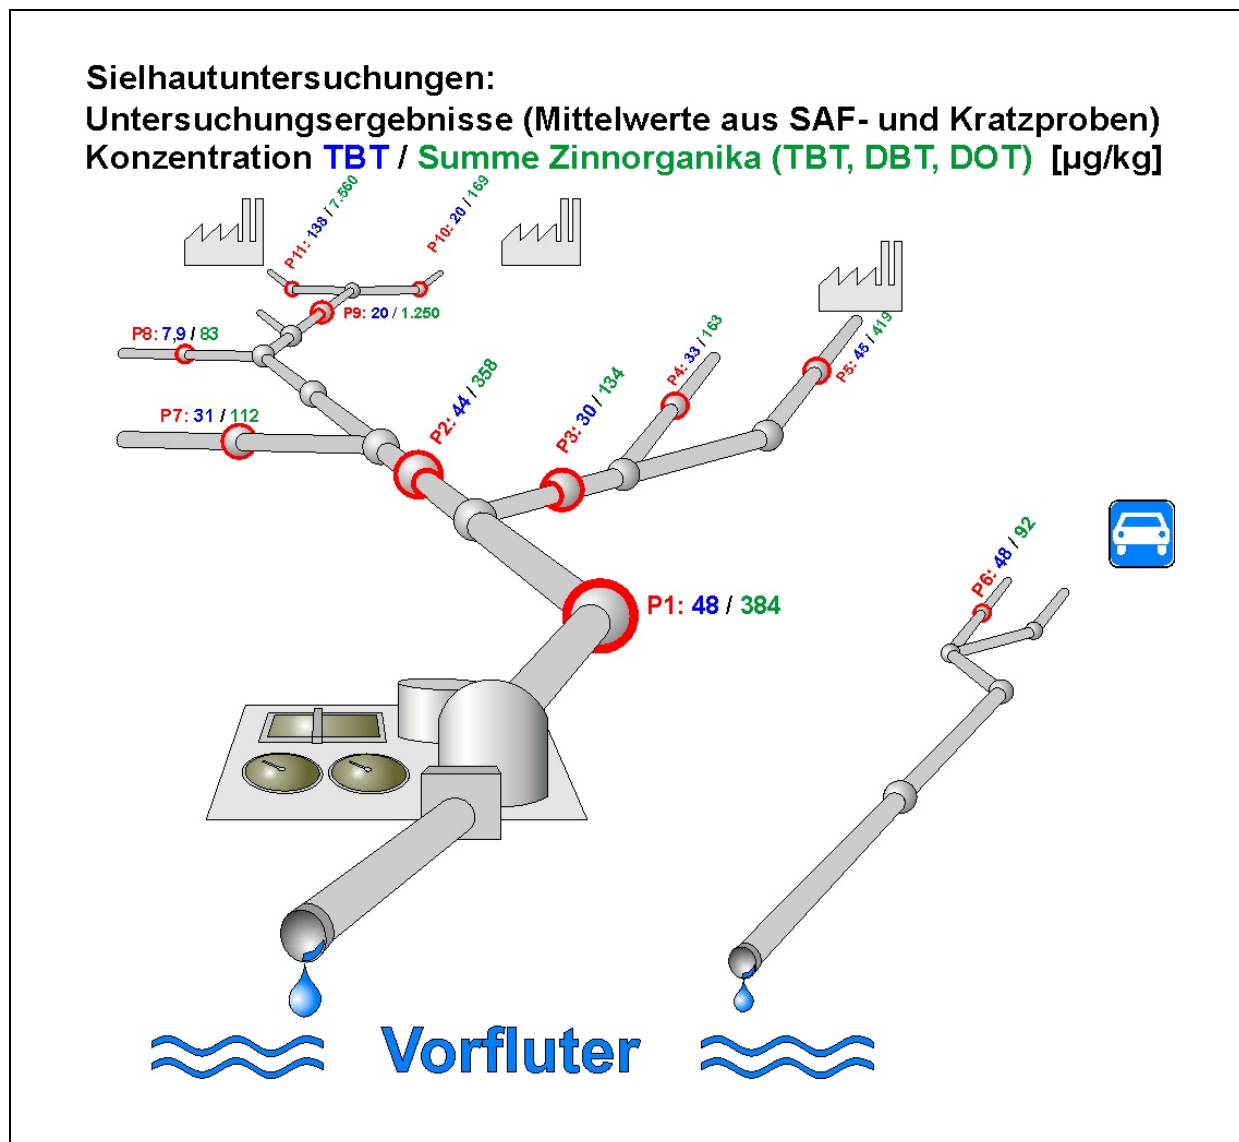 Sielhautuntersuchungen:
Untersuchungsergebnisse (Mittelwerte aus SAF- und Kratzproben)
Konzentration TBT / Summe Zinnorganika (TBT, DBT, DOT) [µg/kg]
P11: 138 / 7.560
P10: 20 / 169
P9: 20 / 1.250
P8: 7,9 / 83
P4: 33 / 163
P5: 45 / 419
P7: 31 / 112
P2: 44 / 358
P3: 30 / 134
P6: 48 / 92
P1: 48 / 384
Vorfluter